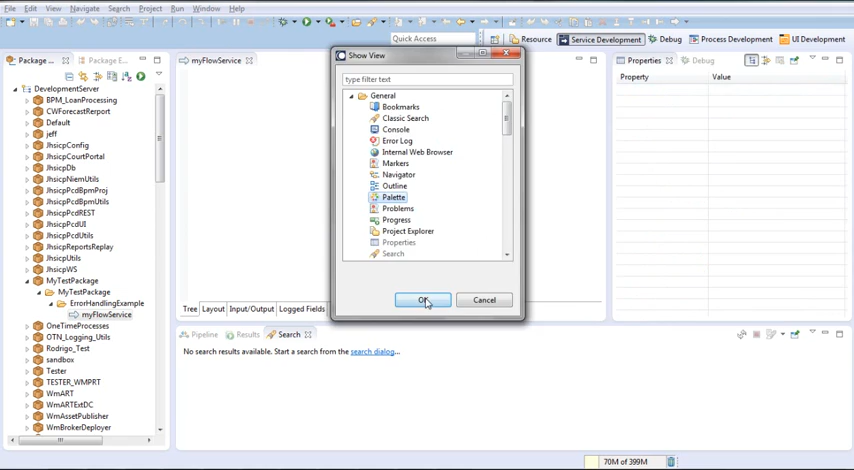 File Edit View Navigate Search Project Run Window Help
Quick Access
Resource Service Development Debug Process Development UI Development
Package ... Package E...
DevelopmentServer
BPM_LoanProcessing
CWForecastReport
Default
jeff
JhsicpConfig
JhsicpCourtPortal
JhsicpDb
JhsicpNiemUtils
JhsicpPcdBpmProj
JhsicpPcdBpmUtils
JhsicpPcdREST
JhsicpPcdUI
JhsicpPcdUtils
JhsicpReportsReplay
JhsicpUtils
JhsicpWS
MyTestPackage
MyTestPackage
ErrorHandlingExample
myFlowService
OneTimeProcesses
OTN_Logging_Utils
Rodrigo_Test
sandbox
Tester
TESTER_WMPRT
WmART
WmARTExtDC
WmAssetPublisher
WmBrokerDeployer
myFlowService
Tree Layout Input/Output Logged Fields
Show View
type filter text
General
Bookmarks
Classic Search
Console
Error Log
Internal Web Browser
Markers
Navigator
Outline
Palette
Problems
Progress
Project Explorer
Properties
Search
OK Cancel
Properties Debug
Property Value
Pipeline Results Search
No search results available. Start a search from the search dialog...
70M of 399M